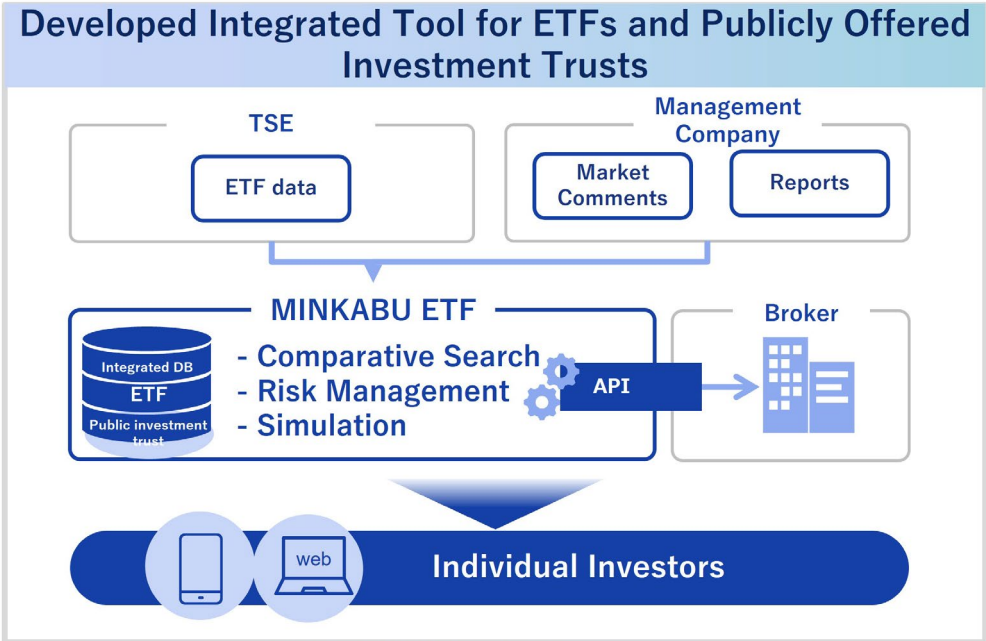 Developed Integrated Tool for ETFs and Publicly Offered
Investment Trusts
TSE
ETF data
Management
Company
Market
Comments
Reports
MINKABU ETF
Integrated DB
ETF
Public investment
trust
- Comparative Search
- Risk Management
- Simulation
API
Broker
web
Individual Investors